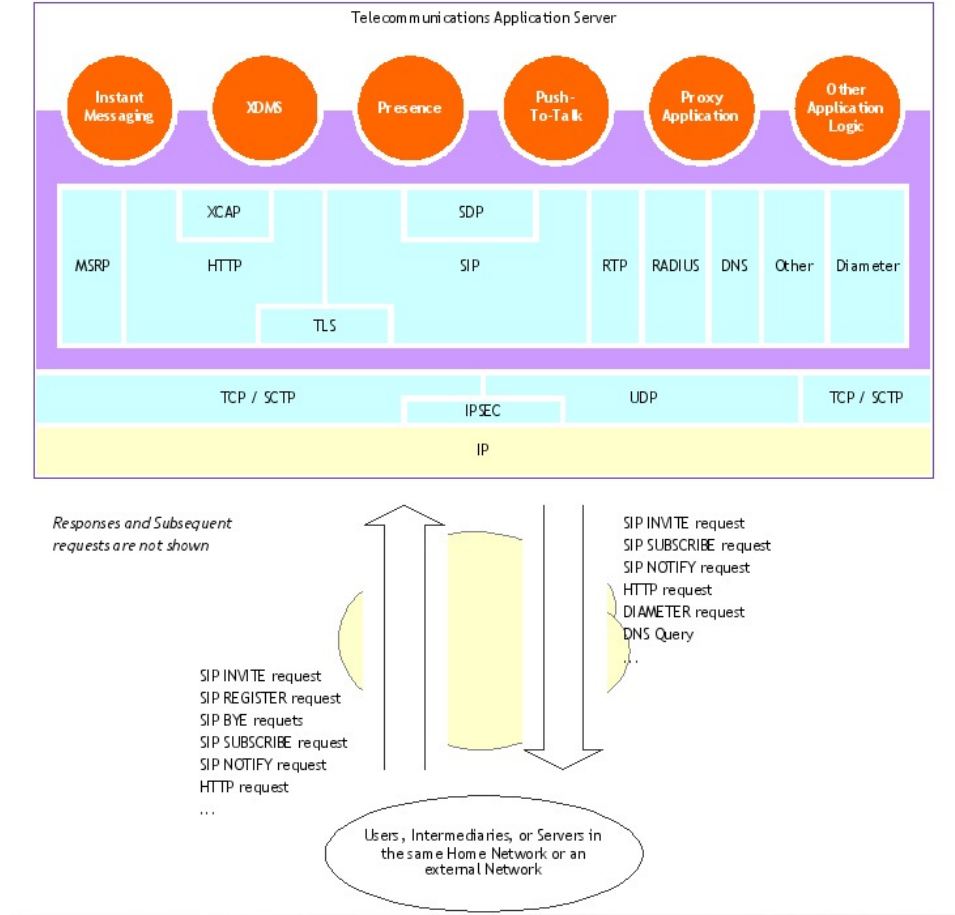 Telecommunications Application Server
Instant
Messaging
XDMS
Presence
Push-
To-Talk
Proxy
Application
Other
Application
Logic
XCAP
SDP
MSRP
HTTP
SIP
RTP
RADIUS
DNS
Other
Diameter
TLS
TCP / SCTP
UDP
TCP / SCTP
IPSEC
IP
Responses and Subsequent
requests are not shown
SIP INVITE request
SIP SUBSCRIBE request
SIP NOTIFY request
HTTP request
DIAMETER request
DNS Query
...
SIP INVITE request
SIP REGISTER request
SIP BYE requets
SIP SUBSCRIBE request
SIP NOTIFY request
HTTP request
...
Users, Intermediaries, or Servers in
the same Home Network or an
external Network